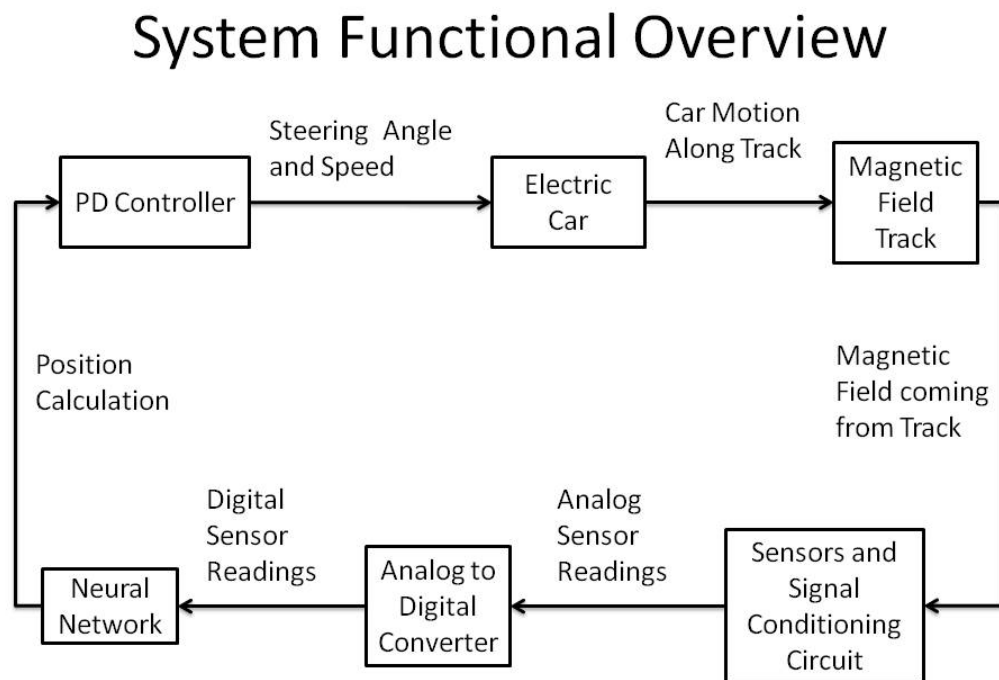 System Functional Overview
Steering Angle
and Speed
Car Motion
Along Track
PD Controller
Electric
Car
Magnetic
Field
Track
Position
Calculation
Magnetic
Field coming
from Track
Digital
Sensor
Readings
Analog
Sensor
Readings
Neural
Network
Analog to
Digital
Converter
Sensors and
Signal
Conditioning
Circuit